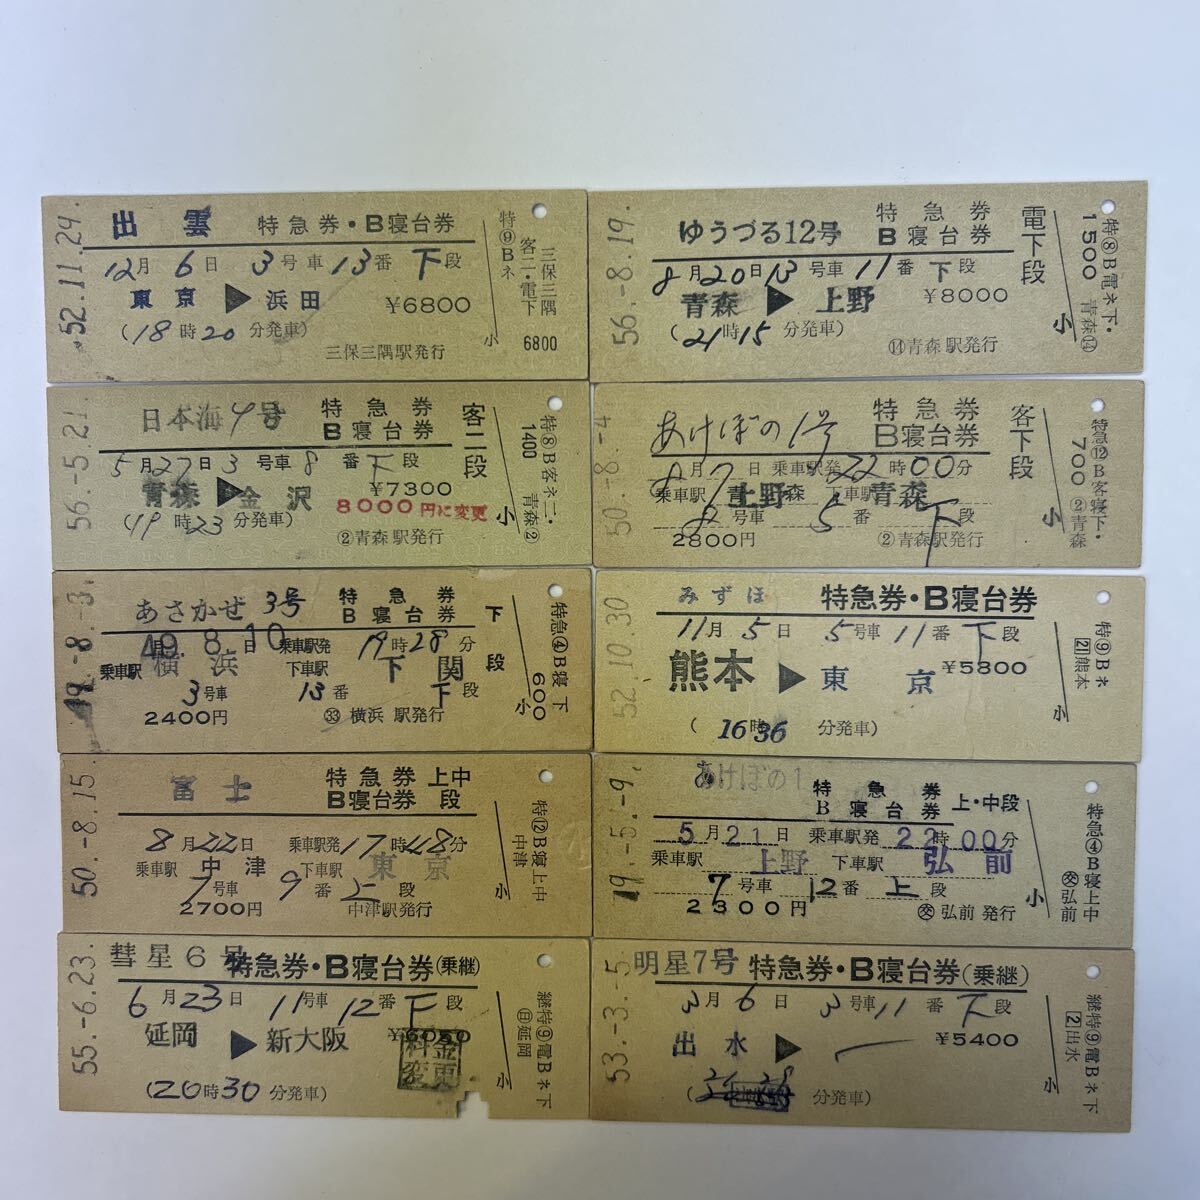 52.11.29.
出雲 特急券・B寝台券
12月6日 3号車13番 下段
東京▶浜田 ¥6800
(18時20分発車)
三保三隅駅発行
小
特⑨Bネ
客二・電下
三保三隅
6800
56.-8.19.
ゆうづる12号 特急券
B寝台券
電下段
8月20日13号車11番 下段
青森▶上野 ¥8000
(21時15分発車)
⑭青森駅発行
小
特⑧B電ネ下・
1500 青森⑭
56.-5.21.
日本海4号 特急券
B寝台券
客二段
5月27日3号車8番下段
青森▶金沢 ¥7300
8000円に変更
(19時23分発車)
②青森駅発行
小
特⑧B客ネ二・
1400 青森②
50.-8.-4
あけぼの1号 特急券
B寝台券
客下段
8月7日 乗車駅発22時00分
乗車駅 上野 下車駅 青森
2号車 5番 下段
2800円 ②青森駅発行
小
特急⑫B客寝下・
700 ②青森
49.-8.-3.
あさかぜ3号 特急券
B寝台券
下段
49.8.10 乗車駅発19時28分
乗車駅 横浜 下車駅 下関
3号車 13番 下段
2400円 ㉝横浜駅発行
小
特急④B寝下
600
52.10.30
みずほ 特急券・B寝台券
11月5日 5号車11番下段
熊本▶東京 ¥5800
(16時36分発車)
小
特⑨Bネ
2熊本
50.-8.15.
富士 特急券 上中
B寝台券 段
8月22日 乗車駅発17時48分
乗車駅 中津 下車駅 東京
7号車 9番 上段
2700円 中津駅発行
小
特⑫B寝上中
中津
49.-5.-9.
あけぼの1 特急券
B寝台券 上・中段
5月21日 乗車駅発22時00分
乗車駅 上野 下車駅 弘前
7号車 12番 上段
2300円 交弘前発行
小
特急④B寝上中
交弘前
55.-6.23.
彗星6号 特急券・B寝台券(乗継)
6月23日 11号車12番下段
延岡▶新大阪 ¥6050
料金変更
(20時30分発車)
小
継特⑨電Bネ下
日延岡
53.-3.-5.
明星7号 特急券・B寝台券(乗継)
3月6日 3号車11番下段
出水▶ ¥5400
分発車)
小
継特⑨電Bネ下
2出水